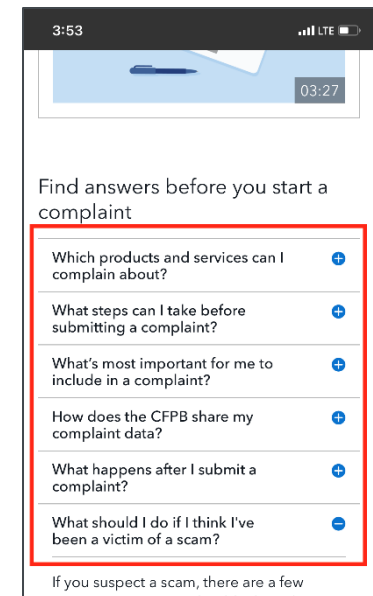 3:53
LTE
03:27
Find answers before you start a
complaint
Which products and services can I
complain about?
What steps can I take before
submitting a complaint?
What's most important for me to
include in a complaint?
How does the CFPB share my
complaint data?
What happens after I submit a
complaint?
What should I do if I think I've
been a victim of a scam?
If you suspect a scam, there are a few